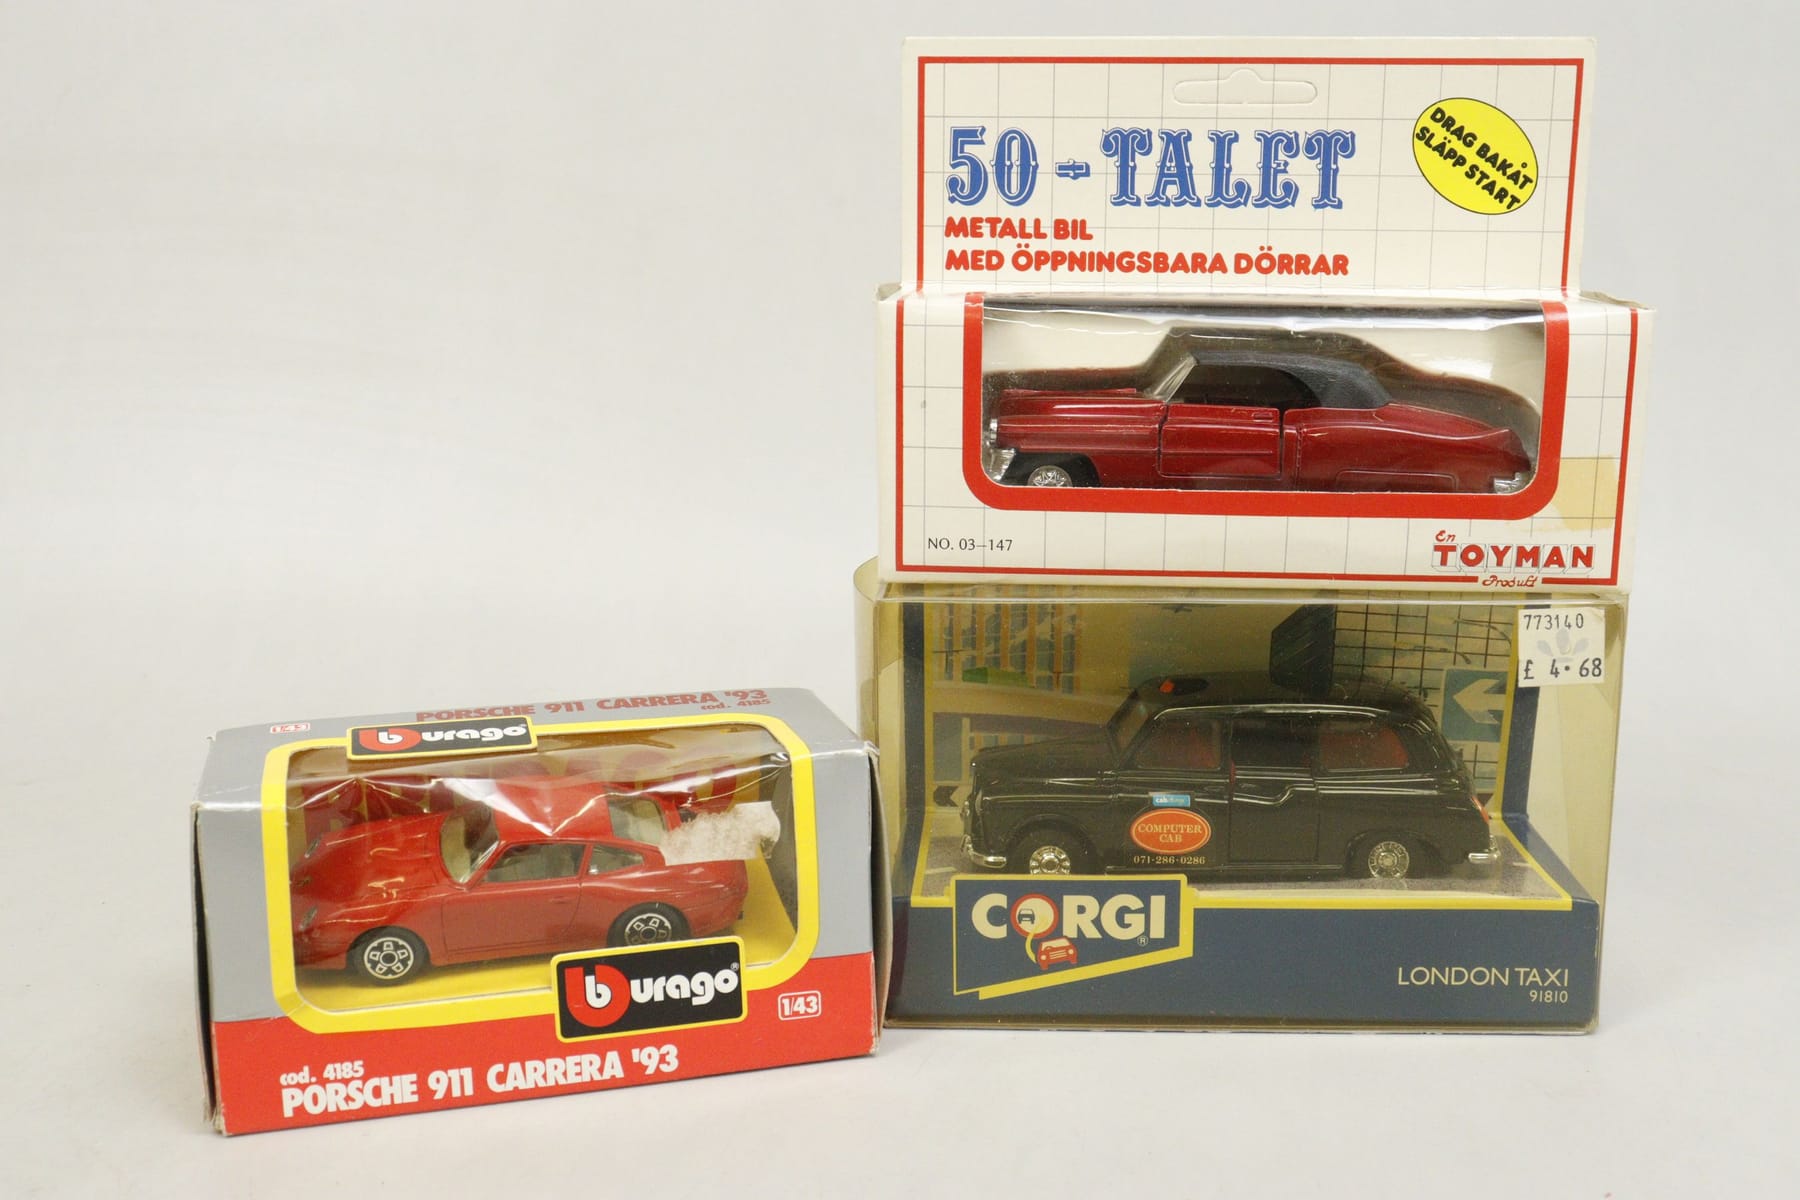 50-TALET
METALL BIL
MED ÖPPNINGSBARA DÖRRAR
DRAG BAKÅT
SLÄPP START
NO. 03-147
En
TOYMAN
Produkt
773140
£ 4.68
cabcharge
COMPUTER
CAB
071-286-0286
CORGI®
LONDON TAXI
91810
PORSCHE 911 CARRERA '93
cod. 4185
1/43
burago
burago®
1/43
cod. 4185
PORSCHE 911 CARRERA '93